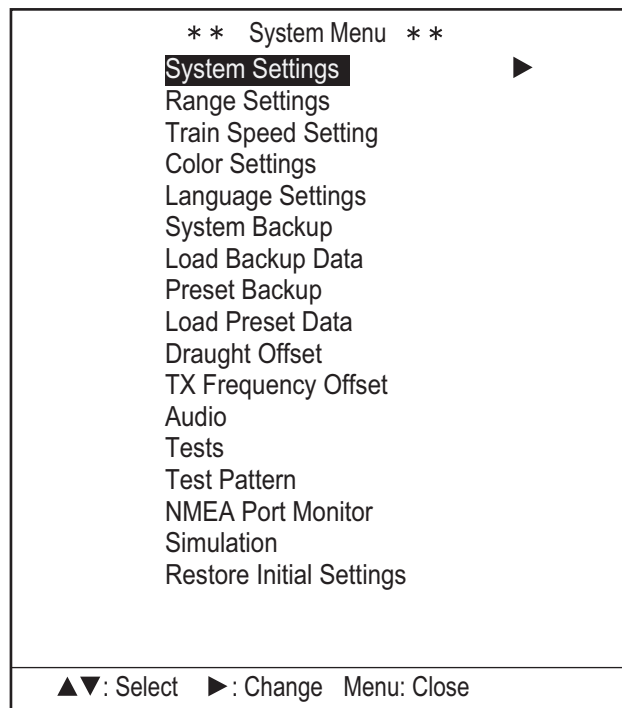 ** System Menu **
System Settings ▶
Range Settings
Train Speed Setting
Color Settings
Language Settings
System Backup
Load Backup Data
Preset Backup
Load Preset Data
Draught Offset
TX Frequency Offset
Audio
Tests
Test Pattern
NMEA Port Monitor
Simulation
Restore Initial Settings
▲▼: Select ▶: Change Menu: Close